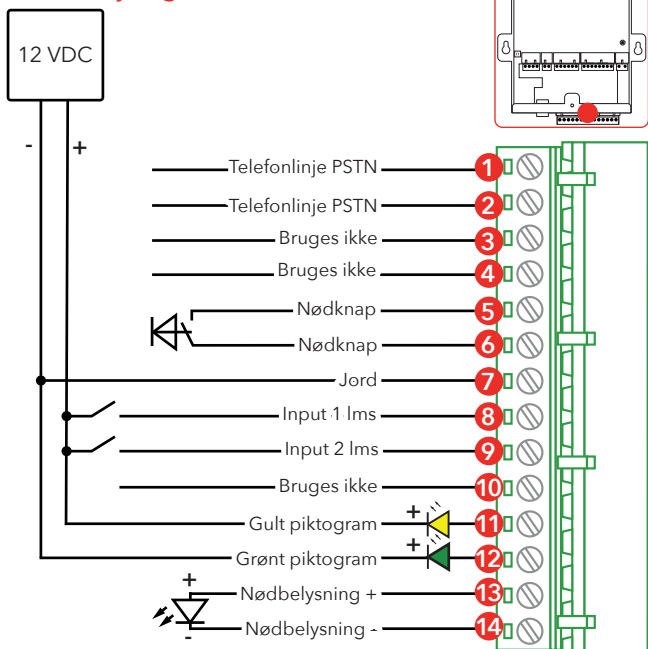 12 VDC
- +
Telefonlinje PSTN 1
Telefonlinje PSTN 2
Bruges ikke 3
Bruges ikke 4
Nødknap 5
Nødknap 6
Jord 7
Input 1 lms 8
Input 2 lms 9
Bruges ikke 10
Gult piktogram + 11
Grønt piktogram + 12
+ Nødbelysning + 13
- Nødbelysning - 14